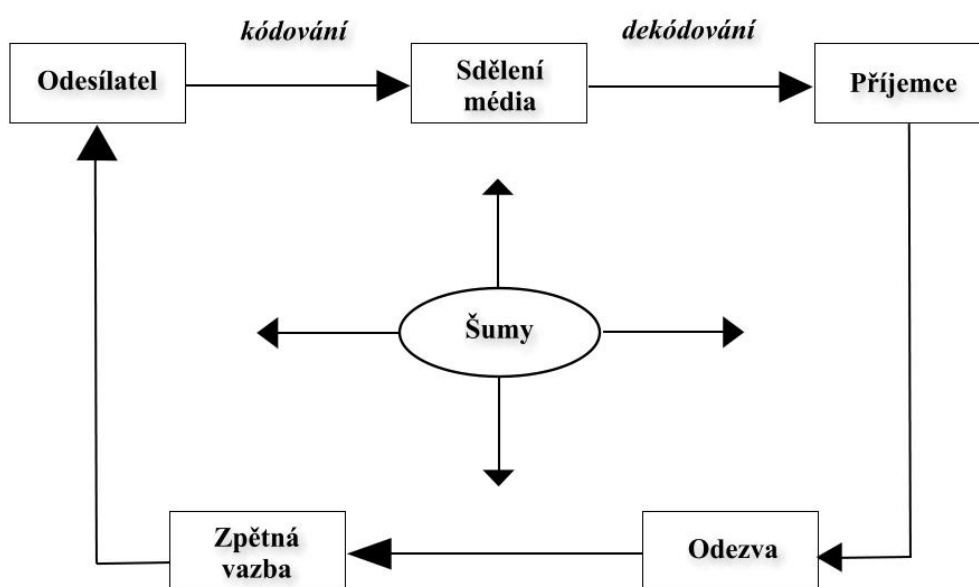 kódování
dekódování
Odesílatel
Sdělení
média
Příjemce
Šumy
Zpětná
vazba
Odezva